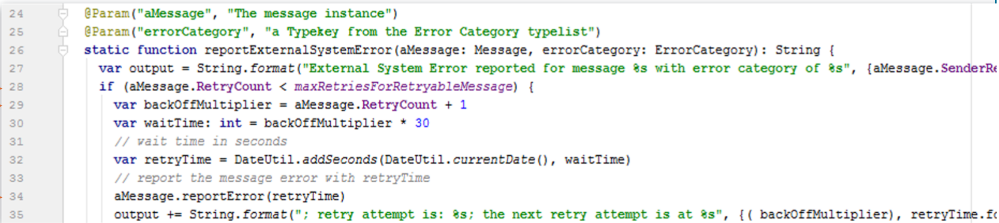 24 @Param("aMessage", "The message instance")
25 @Param("errorCategory", "a Typekey from the Error Category typelist")
26 static function reportExternalSystemError(aMessage: Message, errorCategory: ErrorCategory): String {
27 var output = String.format("External System Error reported for message %s with error category of %s", {aMessage.SenderRe
28 if (aMessage.RetryCount < maxRetriesForRetryableMessage) {
29 var backOffMultiplier = aMessage.RetryCount + 1
30 var waitTime: int = backOffMultiplier * 30
31 // wait time in seconds
32 var retryTime = DateUtil.addSeconds(DateUtil.currentDate(), waitTime)
33 // report the message error with retryTime
34 aMessage.reportError(retryTime)
35 output += String.format("; retry attempt is: %s; the next retry attempt is at %s", {( backOffMultiplier), retryTime.fo